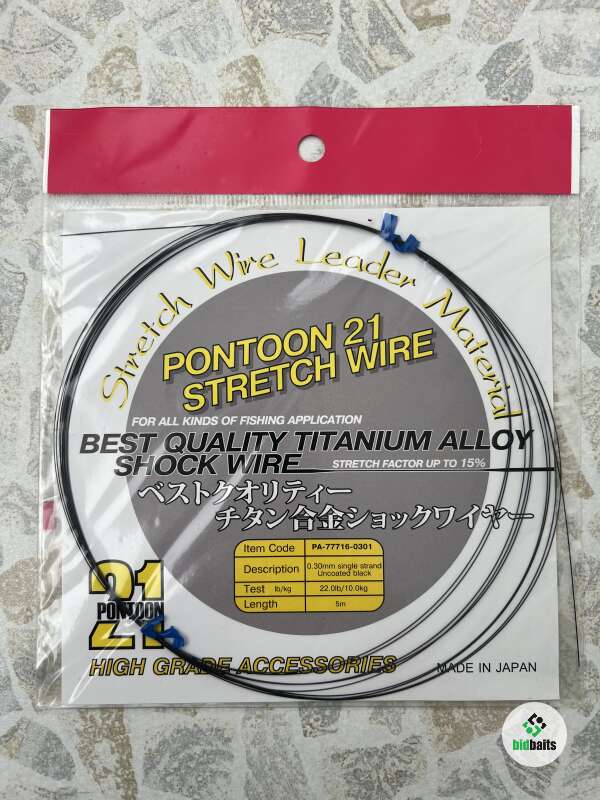 Stretch Wire Leader Material
PONTOON 21
STRETCH WIRE
FOR ALL KINDS OF FISHING APPLICATION
BEST QUALITY TITANIUM ALLOY
SHOCK WIRE
STRETCH FACTOR UP TO 15%
ベストクオリティー
チタン合金ショックワイヤー
Item Code PA-77716-0301
Description 0.30mm single strand
Uncoated black
Test lb/kg 22.0lb/10.0kg
Length 5m
21
PONTOON
HIGH GRADE ACCESSORIES
MADE IN JAPAN
bidbaits